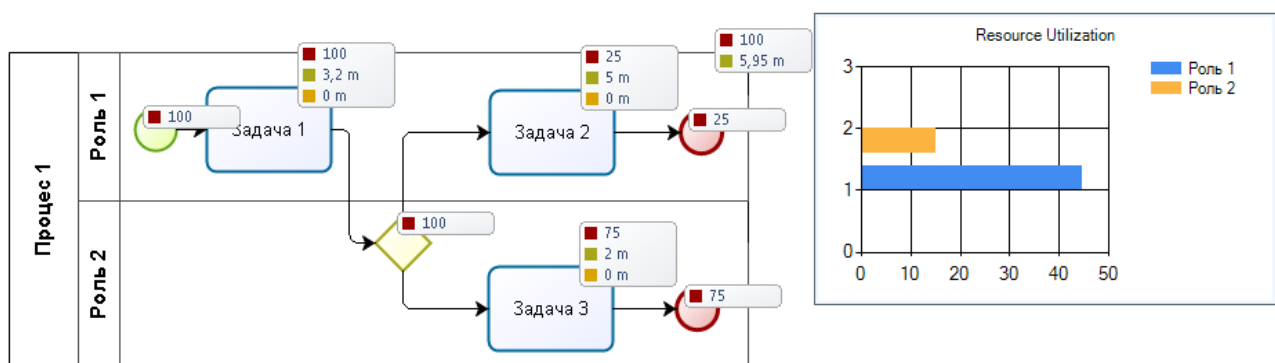 Процес 1
Роль 1
Роль 2
100
Задача 1
100
3,2 m
0 m
Задача 2
25
5 m
0 m
25
100
5,95 m
100
Задача 3
75
2 m
0 m
75
Resource Utilization
3
2
1
0
0 10 20 30 40 50
Роль 1
Роль 2